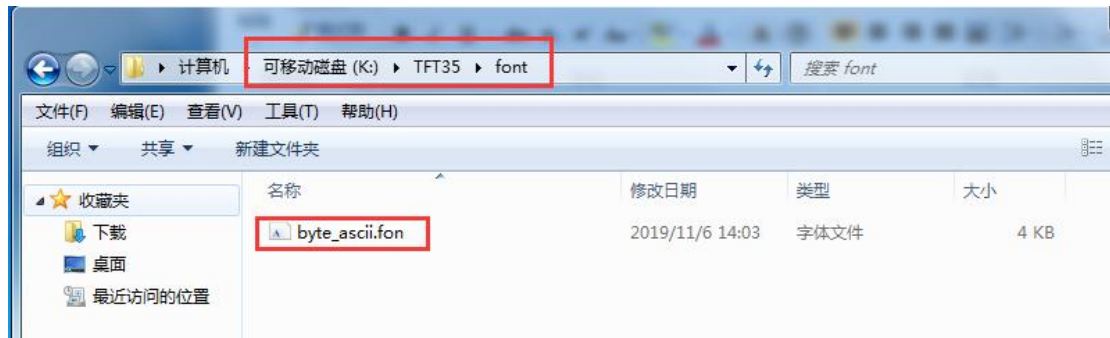 计算机 可移动磁盘 (K:) TFT35 font 搜索 font
文件(F) 编辑(E) 查看(V) 工具(T) 帮助(H)
组织 共享 新建文件夹
收藏夹 名称 修改日期 类型 大小
下载 byte_ascii.fon 2019/11/6 14:03 字体文件 4 KB
桌面
最近访问的位置